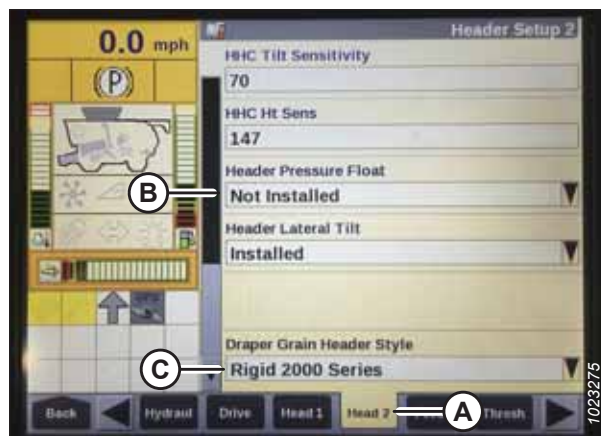 0.0 mph
Header Setup 2
(P)
HHC Tilt Sensitivity
70
HHC Ht Sens
147
Header Pressure Float
B
Not Installed
Header Lateral Tilt
Installed
Draper Grain Header Style
C
Rigid 2000 Series
Back
Hydraul
Drive
Head 1
Head 2
A
Thresh
1023275